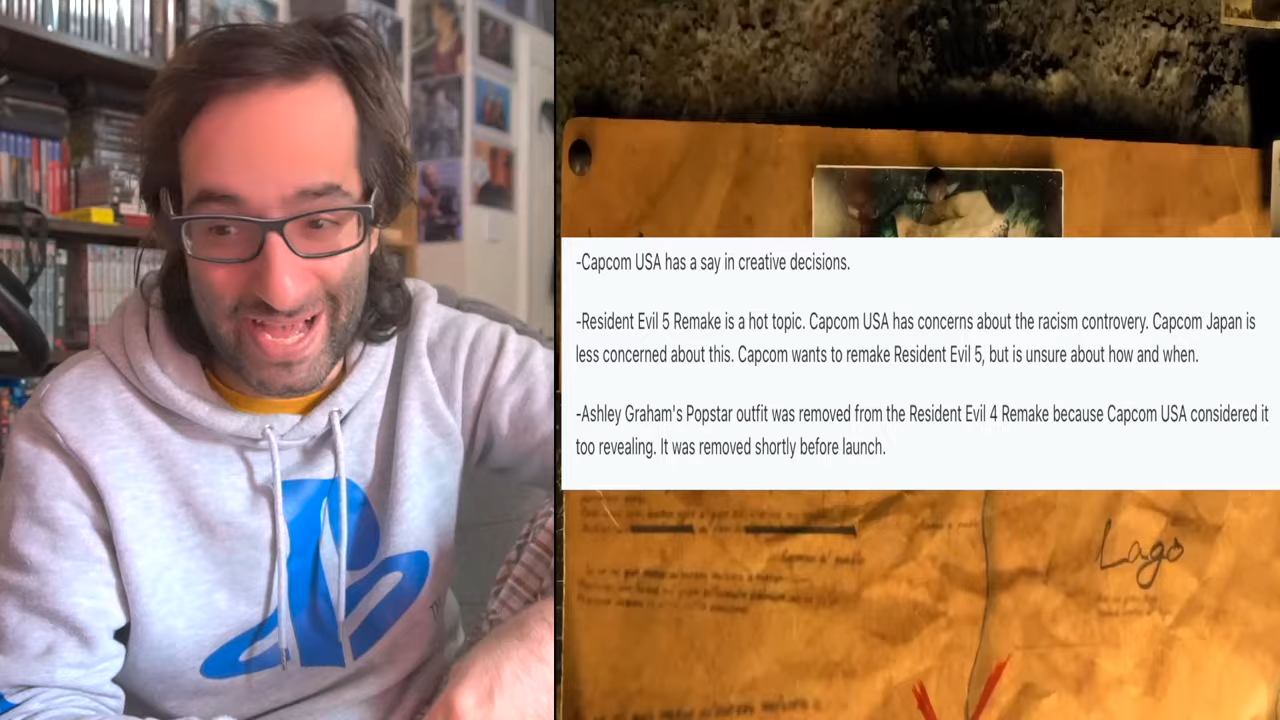 -Capcom USA has a say in creative decisions.
-Resident Evil 5 Remake is a hot topic. Capcom USA has concerns about the racism controvery. Capcom Japan is
less concerned about this. Capcom wants to remake Resident Evil 5, but is unsure about how and when.
-Ashley Graham's Popstar outfit was removed from the Resident Evil 4 Remake because Capcom USA considered it
too revealing. It was removed shortly before launch.
Lago